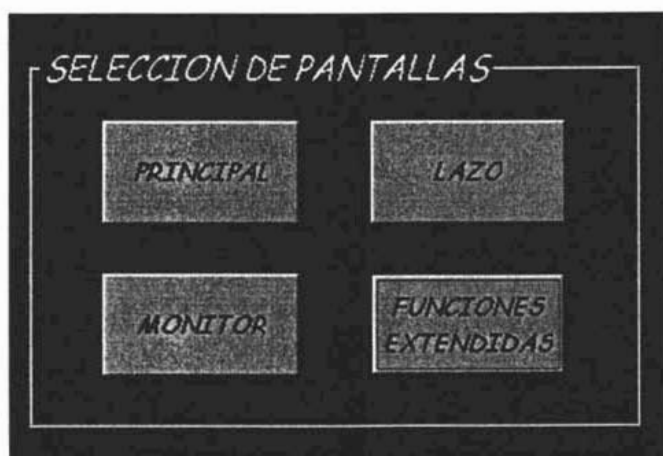 SELECCION DE PANTALLAS
PRINCIPAL
LAZO
MONITOR
FUNCIONES
EXTENDIDAS